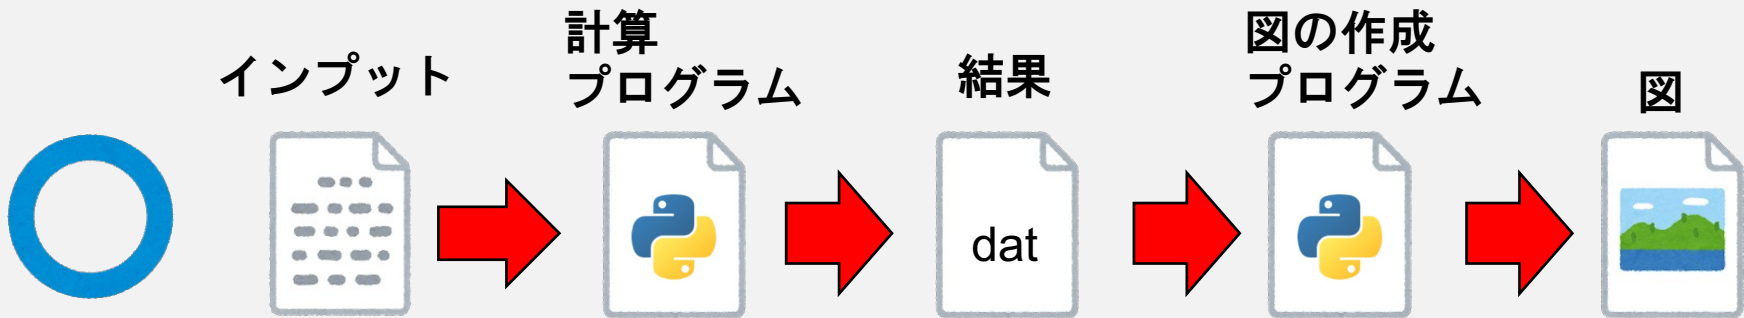 インプット
計算
プログラム
結果
図の作成
プログラム
図
dat